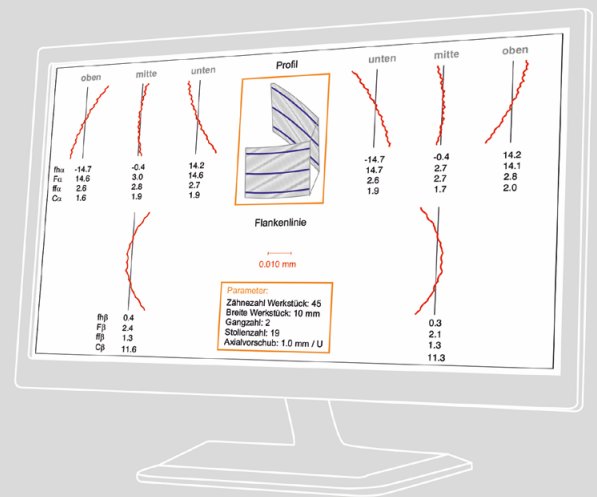 Profil
oben mitte unten
unten mitte oben
fhα -14.7 -0.4 14.2
Fα 14.6 3.0 14.6
ffα 2.6 2.8 2.7
Cα 1.6 1.9 1.9
-14.7 -0.4 14.2
14.7 2.7 14.1
2.6 2.7 2.8
1.9 1.7 2.0
Flankenlinie
0.010 mm
Parameter:
Zähnezahl Werkstück: 45
Breite Werkstück: 10 mm
Gangzahl: 2
Stollenzahl: 19
Axialvorschub: 1.0 mm / U
fhβ 0.4
Fβ 2.4
ffβ 1.3
Cβ 11.6
0.3
2.1
1.3
11.3